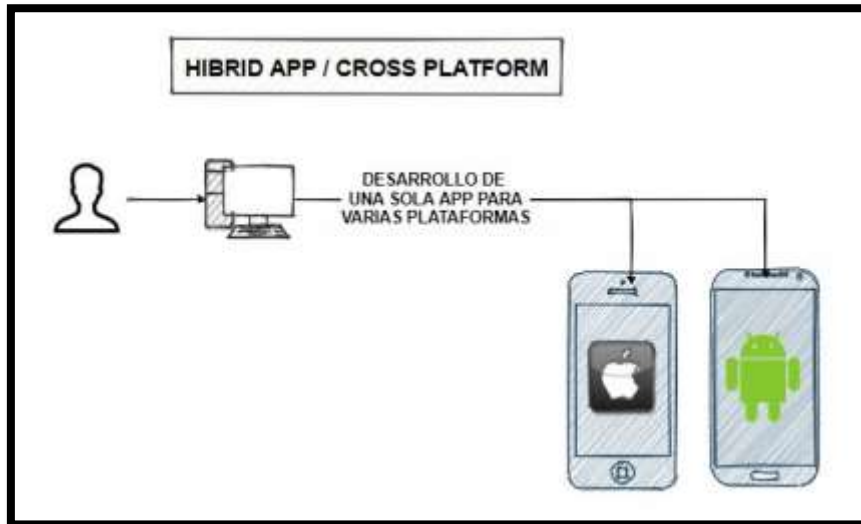 HIBRID APP / CROSS PLATFORM
DESARROLLO DE
UNA SOLA APP PARA
VARIAS PLATAFORMAS